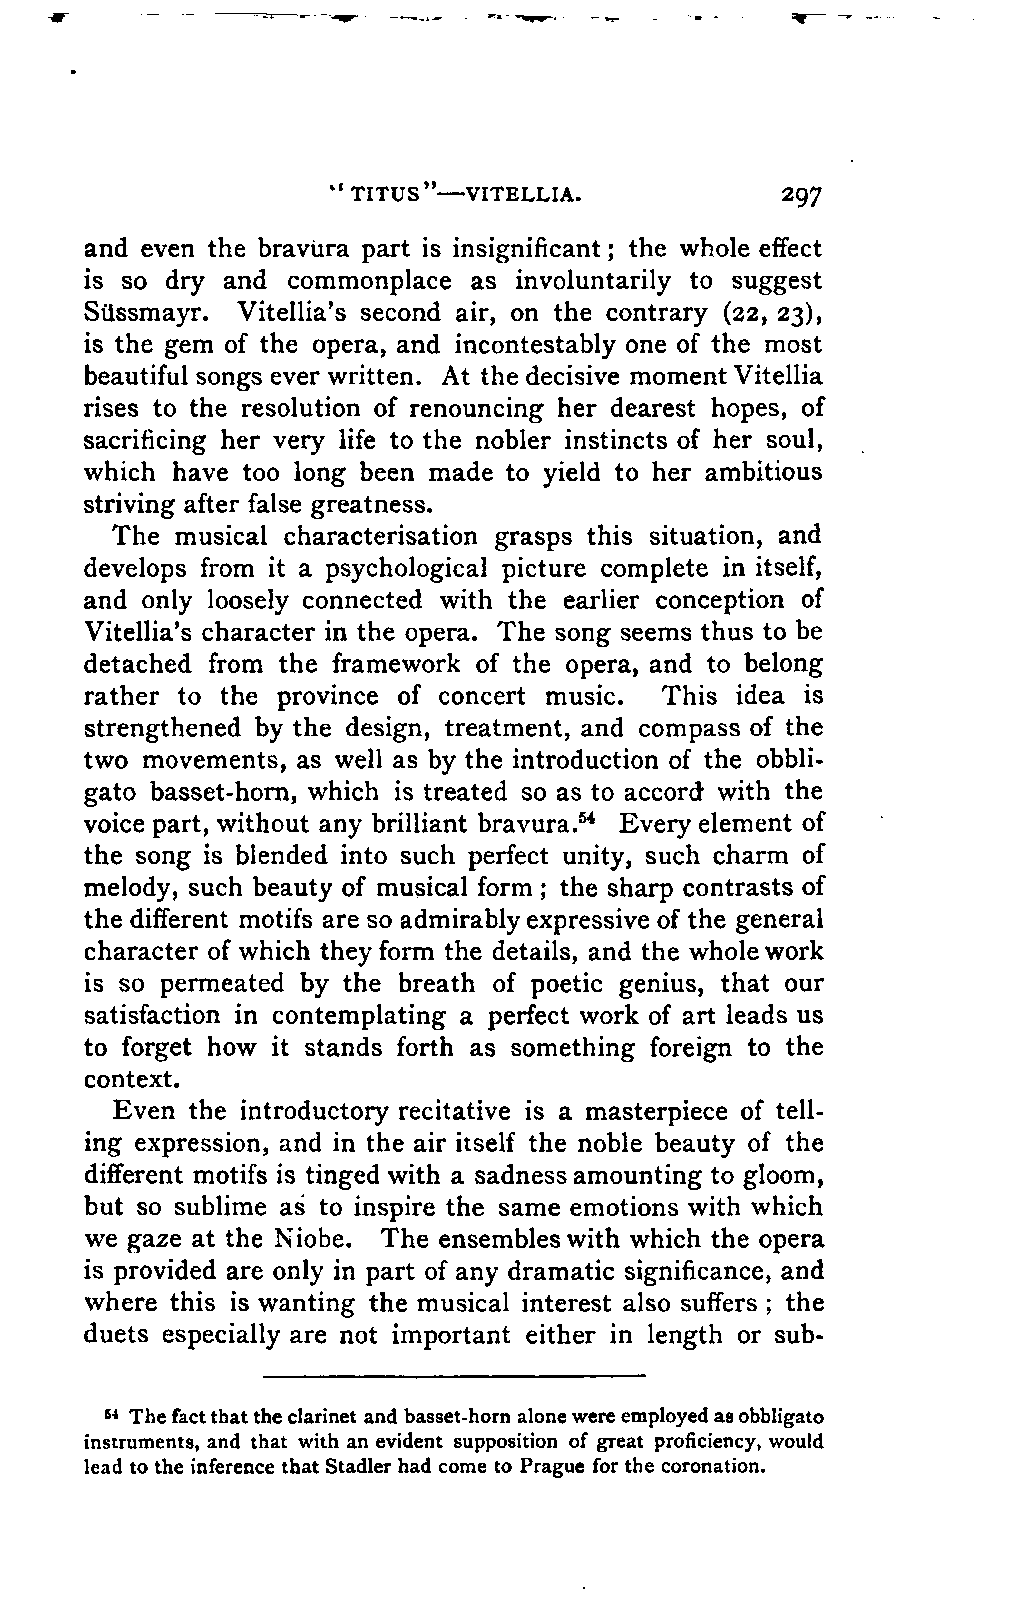 "TITUS"—VITELLIA. 297
and even the bravura part is insignificant; the whole effect
is so dry and commonplace as involuntarily to suggest
Süssmayr. Vitellia's second air, on the contrary (22, 23),
is the gem of the opera, and incontestably one of the most
beautiful songs ever written. At the decisive moment Vitellia
rises to the resolution of renouncing her dearest hopes, of
sacrificing her very life to the nobler instincts of her soul,
which have too long been made to yield to her ambitious
striving after false greatness.
The musical characterisation grasps this situation, and
develops from it a psychological picture complete in itself,
and only loosely connected with the earlier conception of
Vitellia's character in the opera. The song seems thus to be
detached from the framework of the opera, and to belong
rather to the province of concert music. This idea is
strengthened by the design, treatment, and compass of the
two movements, as well as by the introduction of the obbli-
gato basset-horn, which is treated so as to accord with the
voice part, without any brilliant bravura.⁵⁴ Every element of
the song is blended into such perfect unity, such charm of
melody, such beauty of musical form; the sharp contrasts of
the different motifs are so admirably expressive of the general
character of which they form the details, and the whole work
is so permeated by the breath of poetic genius, that our
satisfaction in contemplating a perfect work of art leads us
to forget how it stands forth as something foreign to the
context.
Even the introductory recitative is a masterpiece of tell-
ing expression, and in the air itself the noble beauty of the
different motifs is tinged with a sadness amounting to gloom,
but so sublime as to inspire the same emotions with which
we gaze at the Niobe. The ensembles with which the opera
is provided are only in part of any dramatic significance, and
where this is wanting the musical interest also suffers; the
duets especially are not important either in length or sub-
⁵⁴ The fact that the clarinet and basset-horn alone were employed as obbligato
instruments, and that with an evident supposition of great proficiency, would
lead to the inference that Stadler had come to Prague for the coronation.